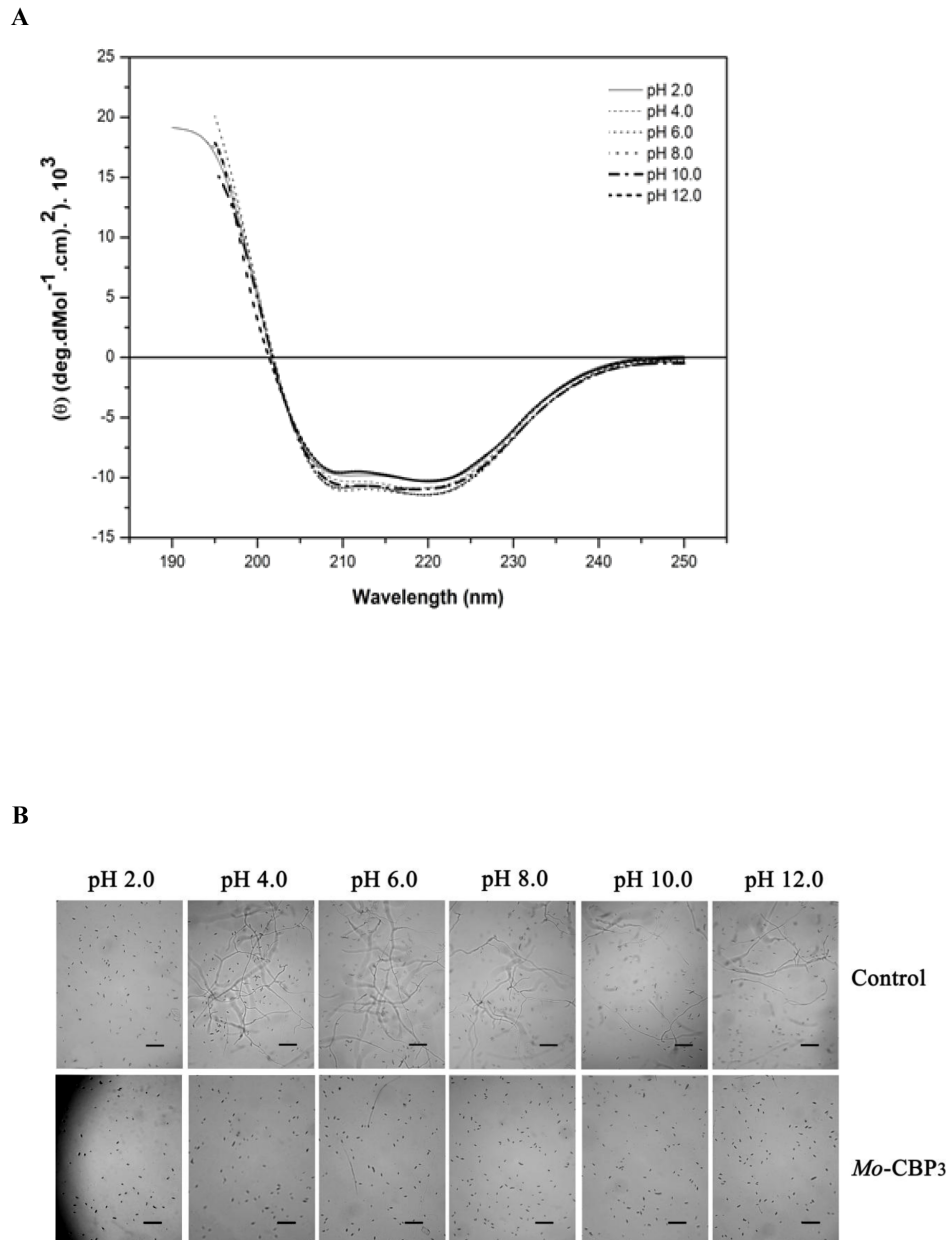 A
25
20
15
10
5
0
-5
-10
-15
190 200 210 220 230 240 250
(θ) (deg.dMol⁻¹.cm).²). 10³
Wavelength (nm)
pH 2.0
pH 4.0
pH 6.0
pH 8.0
pH 10.0
pH 12.0
B
pH 2.0 pH 4.0 pH 6.0 pH 8.0 pH 10.0 pH 12.0
Control
Mo-CBP₃